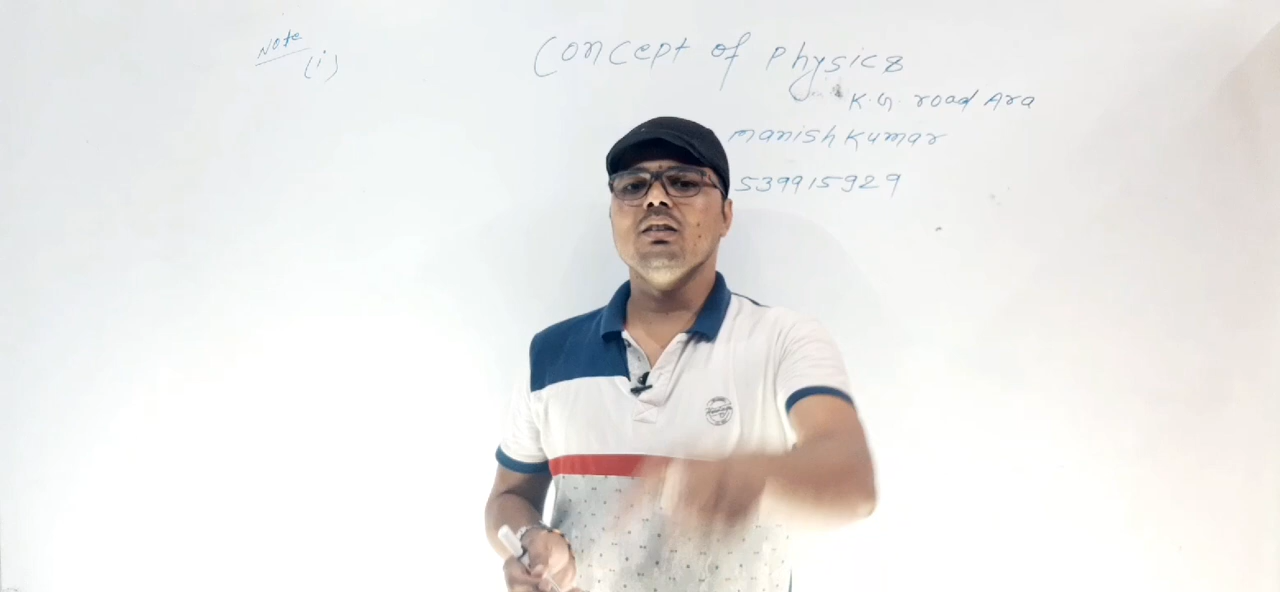 Note
(i)
Concept of Physics
K.G. road Ara
manish Kumar
539915929